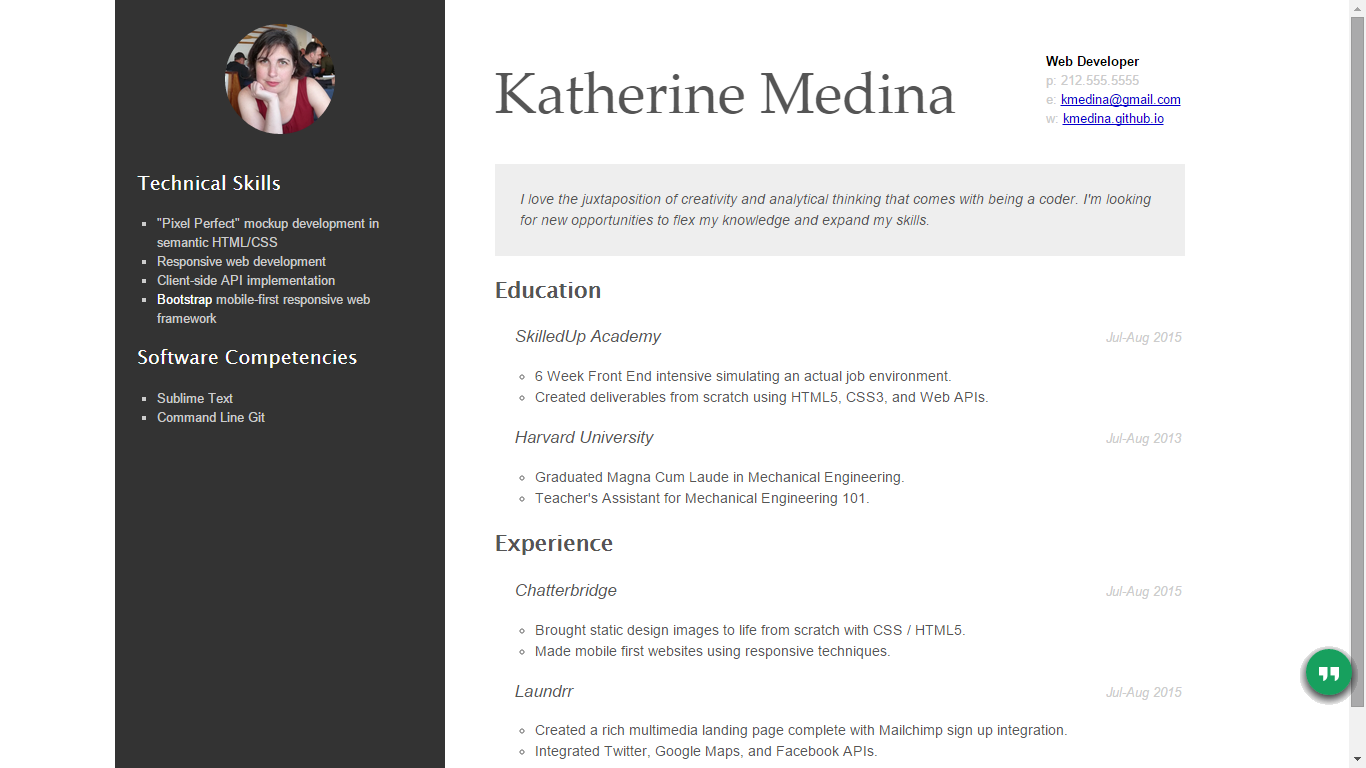 Technical Skills
"Pixel Perfect" mockup development in
semantic HTML/CSS
Responsive web development
Client-side API implementation
Bootstrap mobile-first responsive web
framework
Software Competencies
Sublime Text
Command Line Git
Katherine Medina
Web Developer
p: 212.555.5555
e: kmedina@gmail.com
w: kmedina.github.io
I love the juxtaposition of creativity and analytical thinking that comes with being a coder. I'm looking
for new opportunities to flex my knowledge and expand my skills.
Education
SkilledUp Academy Jul-Aug 2015
6 Week Front End intensive simulating an actual job environment.
Created deliverables from scratch using HTML5, CSS3, and Web APIs.
Harvard University Jul-Aug 2013
Graduated Magna Cum Laude in Mechanical Engineering.
Teacher's Assistant for Mechanical Engineering 101.
Experience
Chatterbridge Jul-Aug 2015
Brought static design images to life from scratch with CSS / HTML5.
Made mobile first websites using responsive techniques.
Laundrr Jul-Aug 2015
Created a rich multimedia landing page complete with Mailchimp sign up integration.
Integrated Twitter, Google Maps, and Facebook APIs.